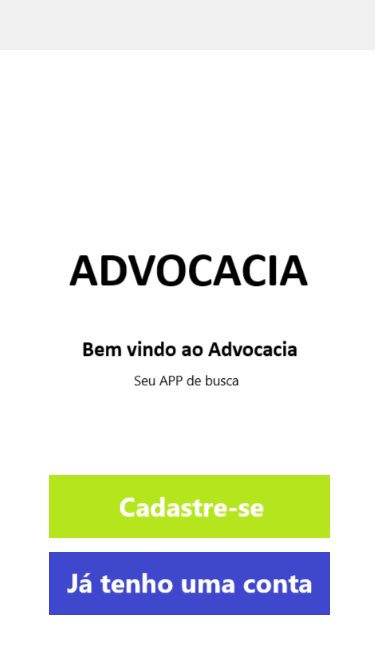 ADVOCACIA
Bem vindo ao Advocacia
Seu APP de busca
Cadastre-se
Já tenho uma conta